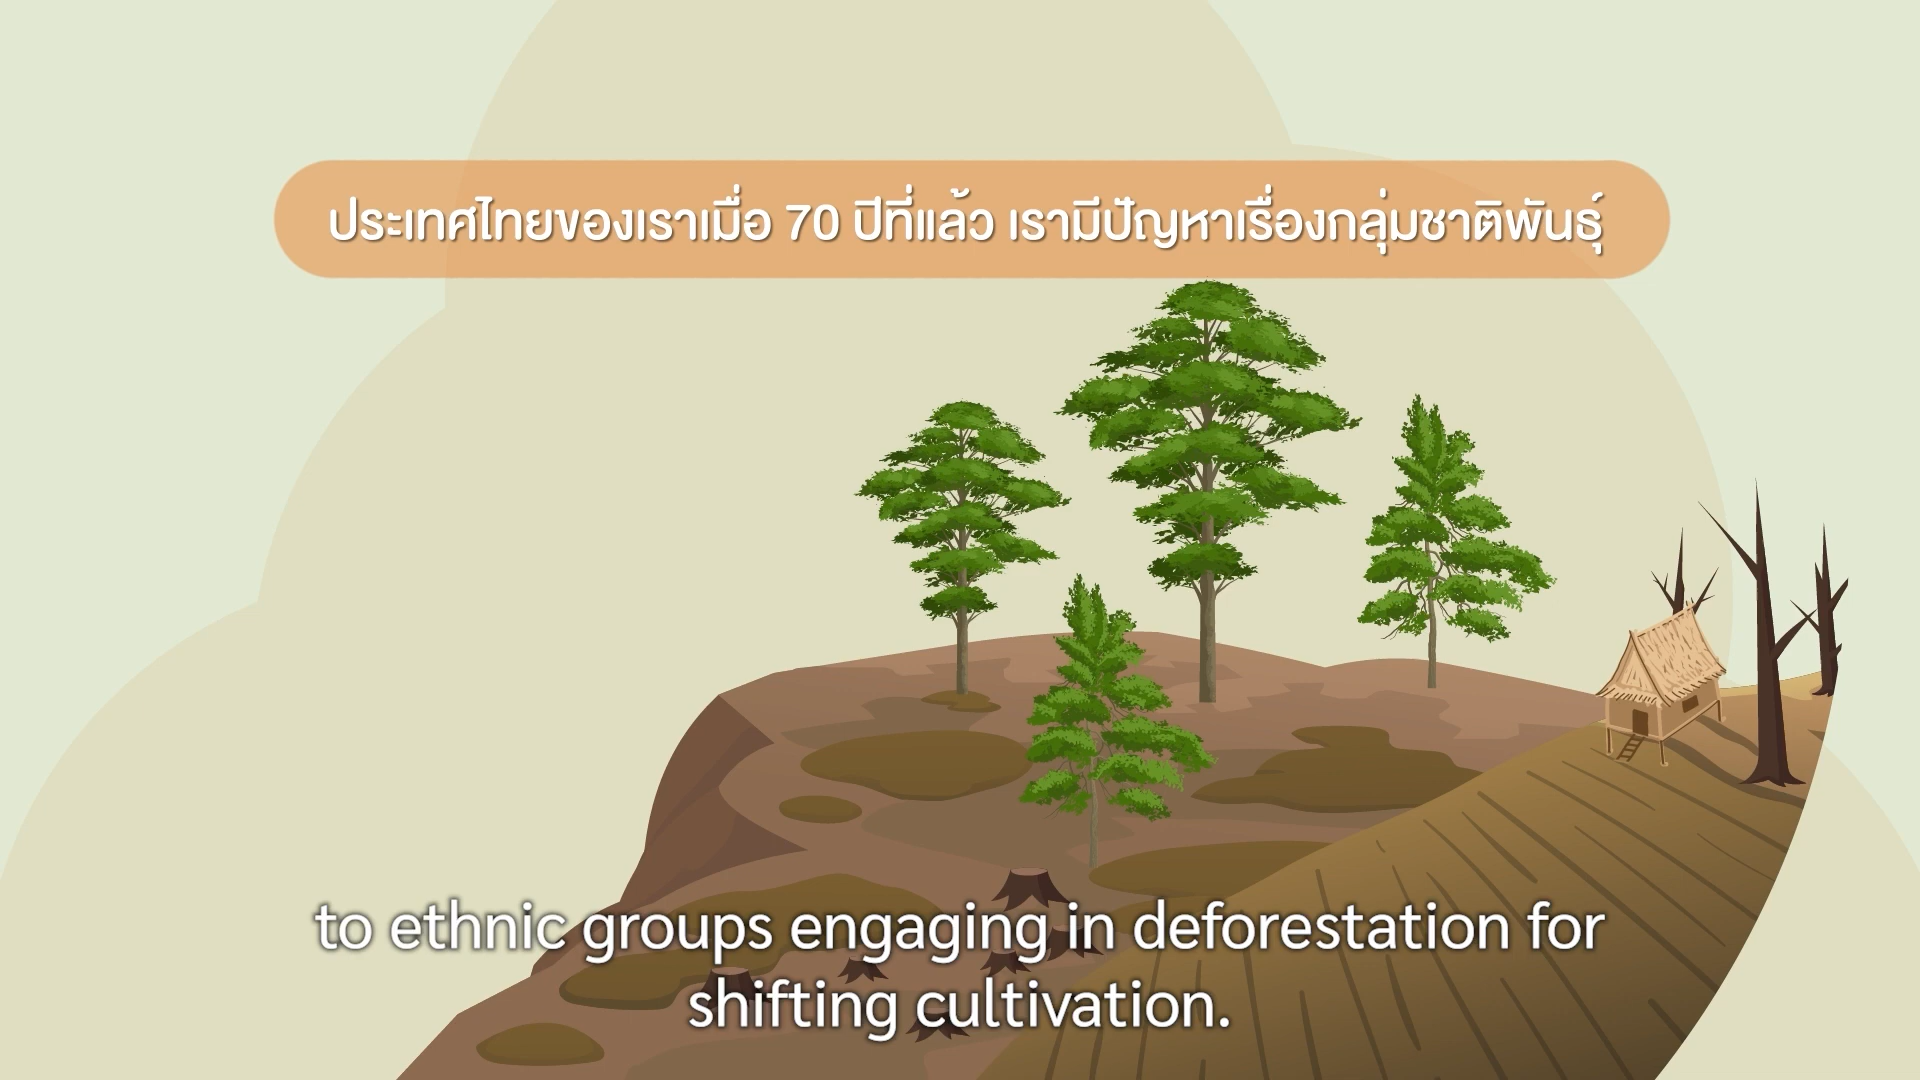 ประเทศไทยของเราเมื่อ 70 ปีที่แล้ว เรามีปัญหาเรื่องกลุ่มชาติพันธุ์
to ethnic groups engaging in deforestation for
shifting cultivation.